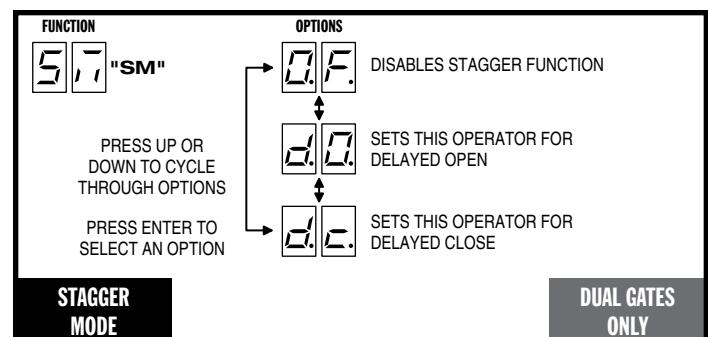 FUNCTION
OPTIONS
"SM"
O.F.
DISABLES STAGGER FUNCTION
PRESS UP OR
DOWN TO CYCLE
THROUGH OPTIONS
d.O.
SETS THIS OPERATOR FOR
DELAYED OPEN
PRESS ENTER TO
SELECT AN OPTION
d.c.
SETS THIS OPERATOR FOR
DELAYED CLOSE
STAGGER
MODE
DUAL GATES
ONLY